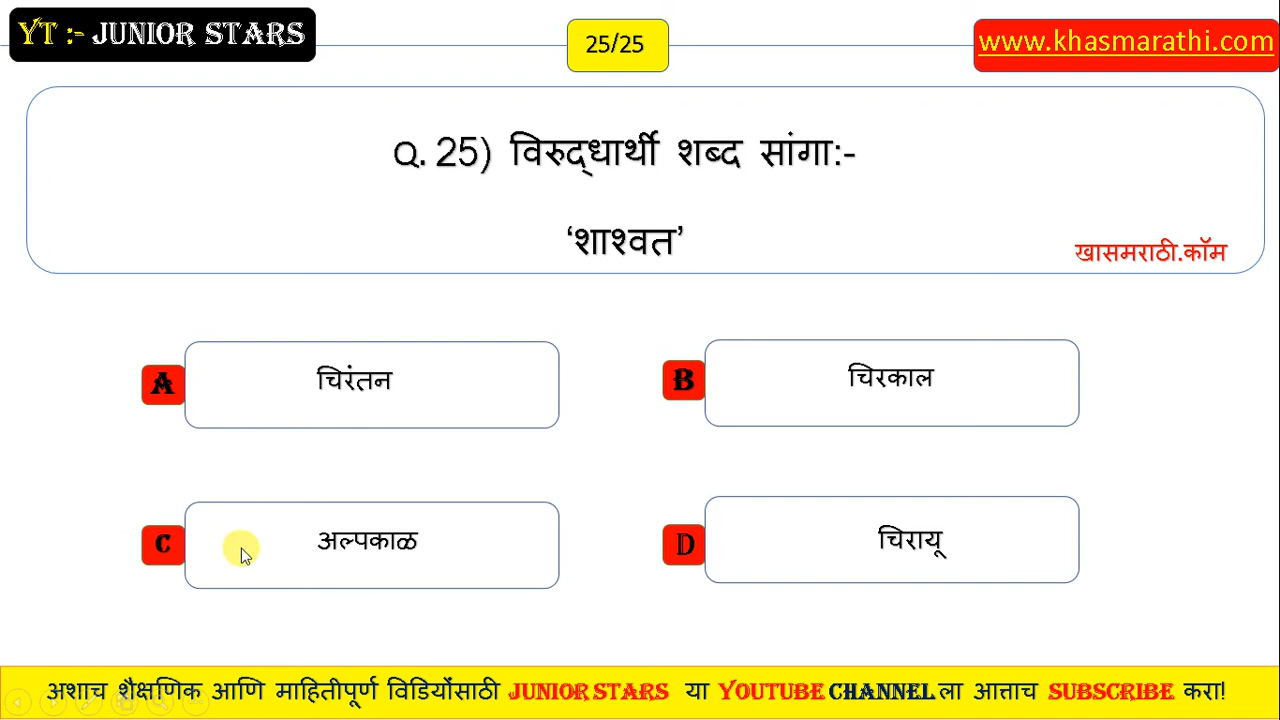 YT :- JUNIOR STARS
25/25
www.khasmarathi.com
Q. 25) विरुद्धार्थी शब्द सांगा:-
‘शाश्वत’
खासमराठी.कॉम
A चिरंतन
B चिरकाल
C अल्पकाळ
D चिरायू
अशाच शैक्षणिक आणि माहितीपूर्ण विडियोंसाठी JUNIOR STARS या YOUTUBE CHANNEL ला आत्ताच SUBSCRIBE करा!